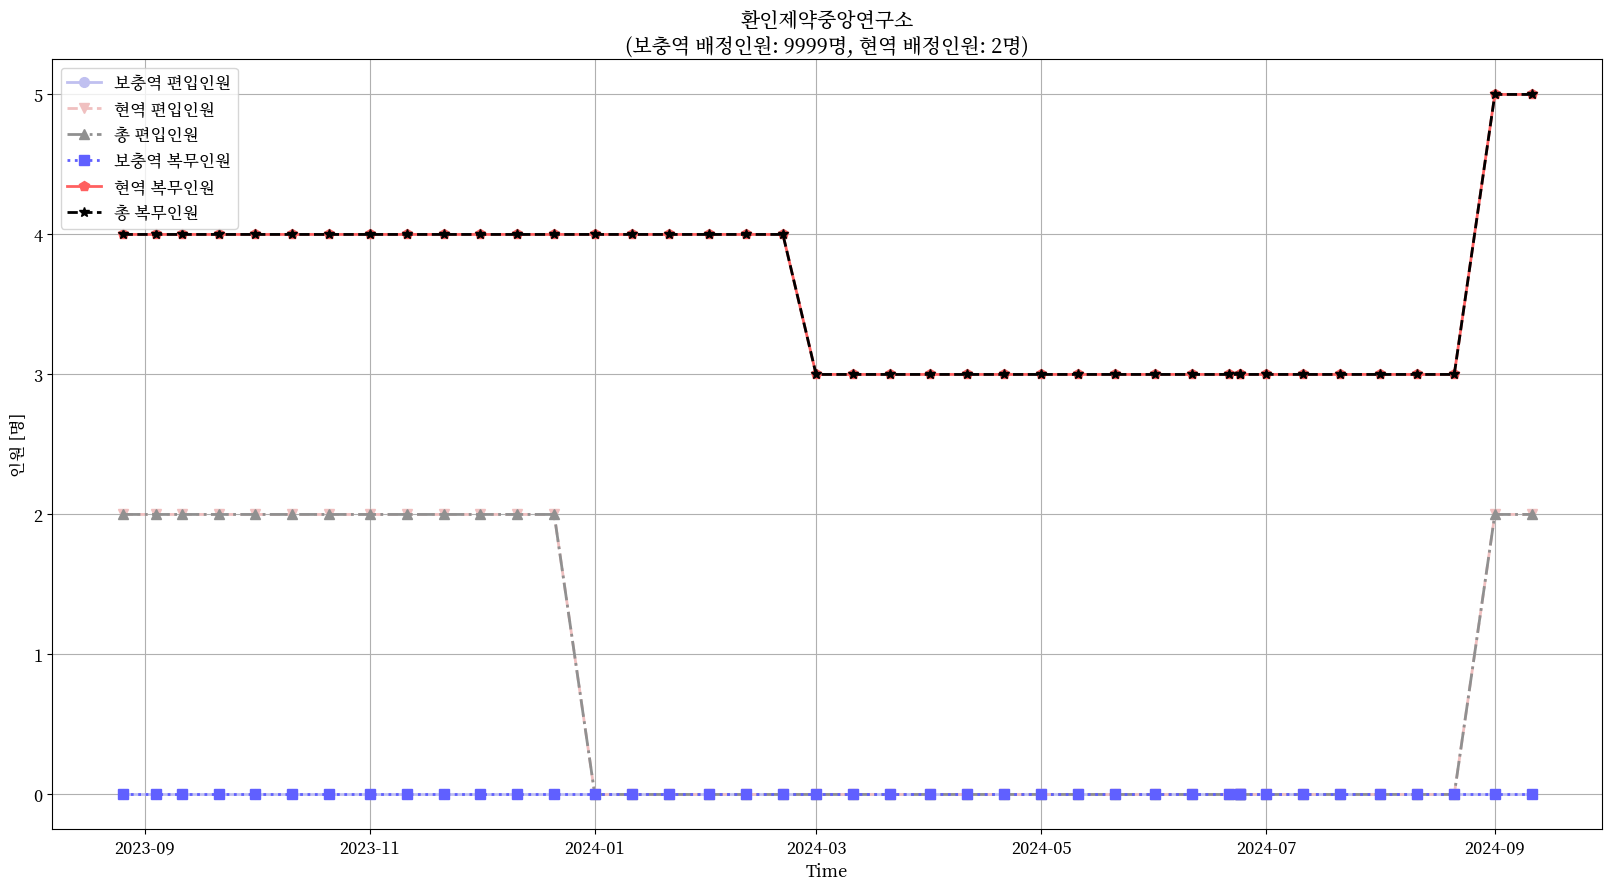 환인제약중앙연구소
(보충역 배정인원: 9999명, 현역 배정인원: 2명)
보충역 편입인원
현역 편입인원
총 편입인원
보충역 복무인원
현역 복무인원
총 복무인원
인원 [명]
5
4
3
2
1
0
2023-09
2023-11
2024-01
2024-03
2024-05
2024-07
2024-09
Time